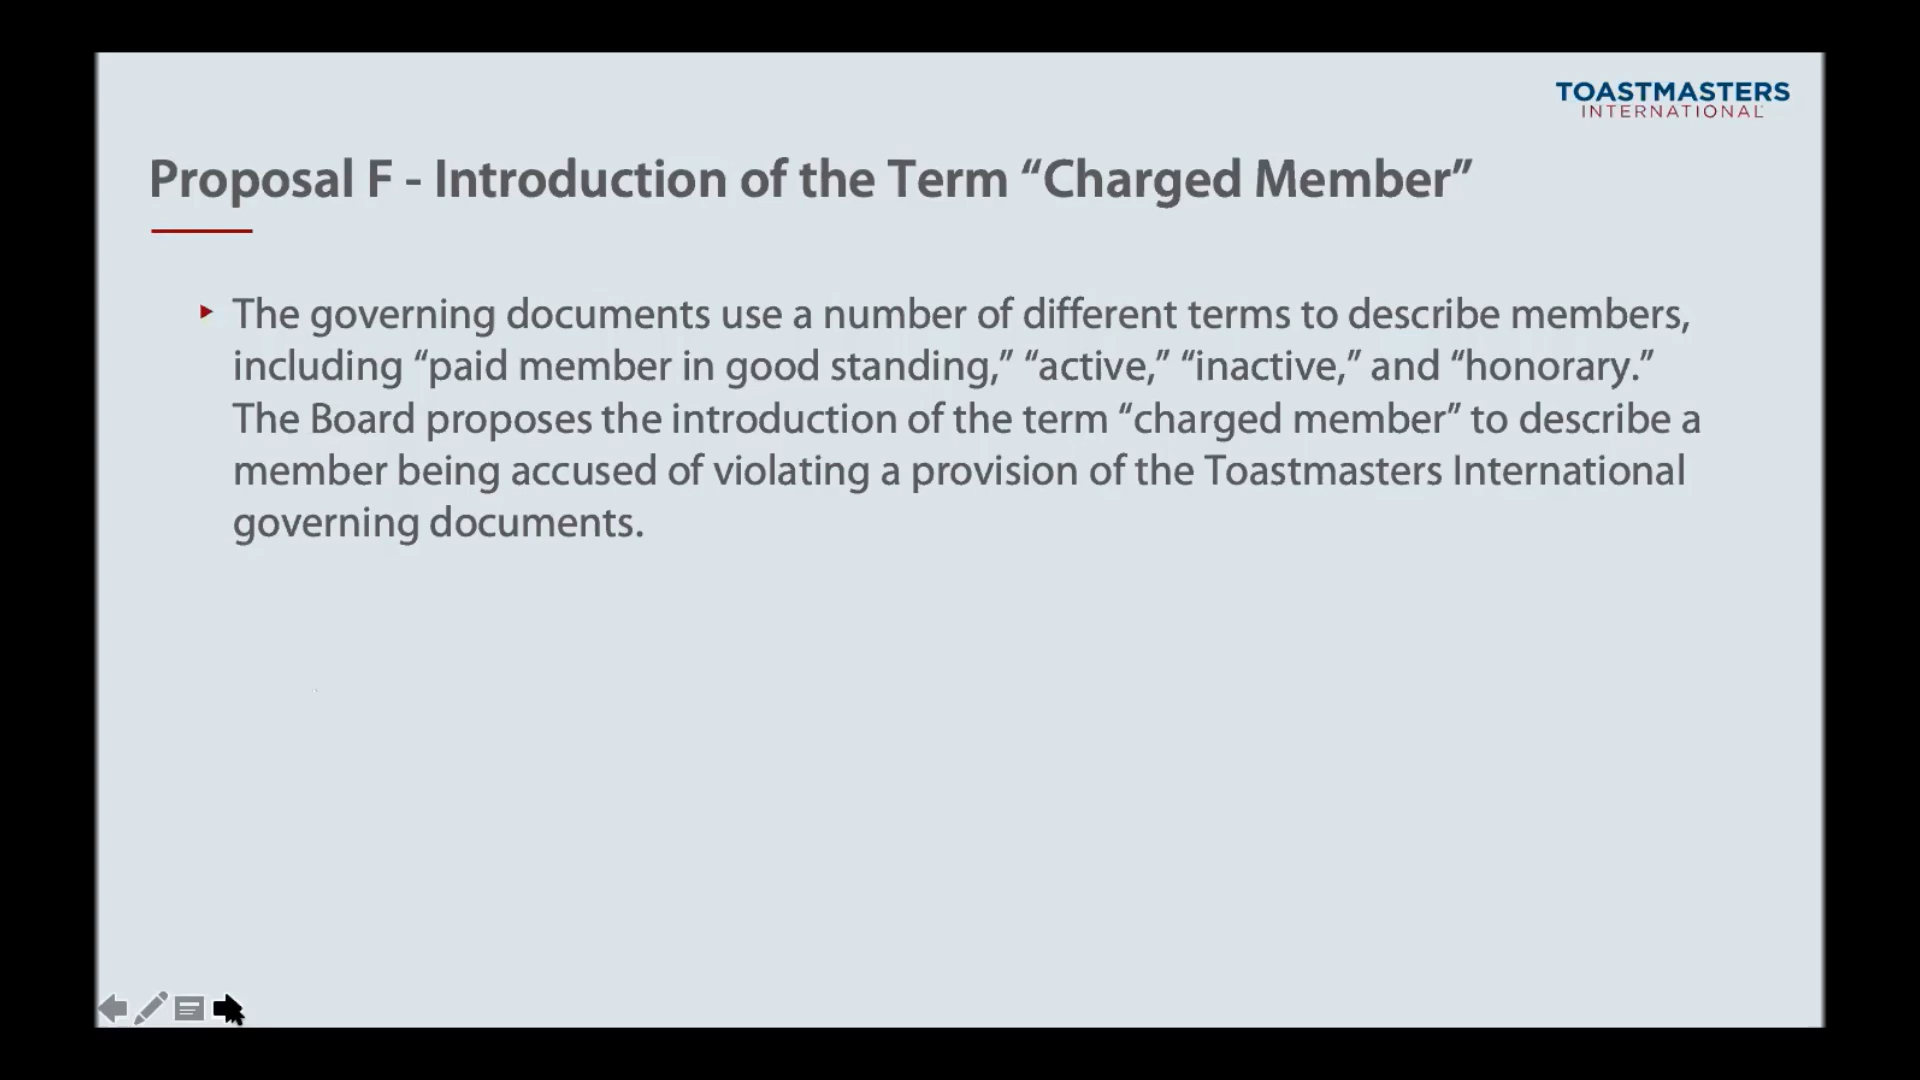 TOASTMASTERS
INTERNATIONAL
Proposal F - Introduction of the Term “Charged Member”
The governing documents use a number of different terms to describe members,
including “paid member in good standing,” “active,” “inactive,” and “honorary.”
The Board proposes the introduction of the term “charged member” to describe a
member being accused of violating a provision of the Toastmasters International
governing documents.